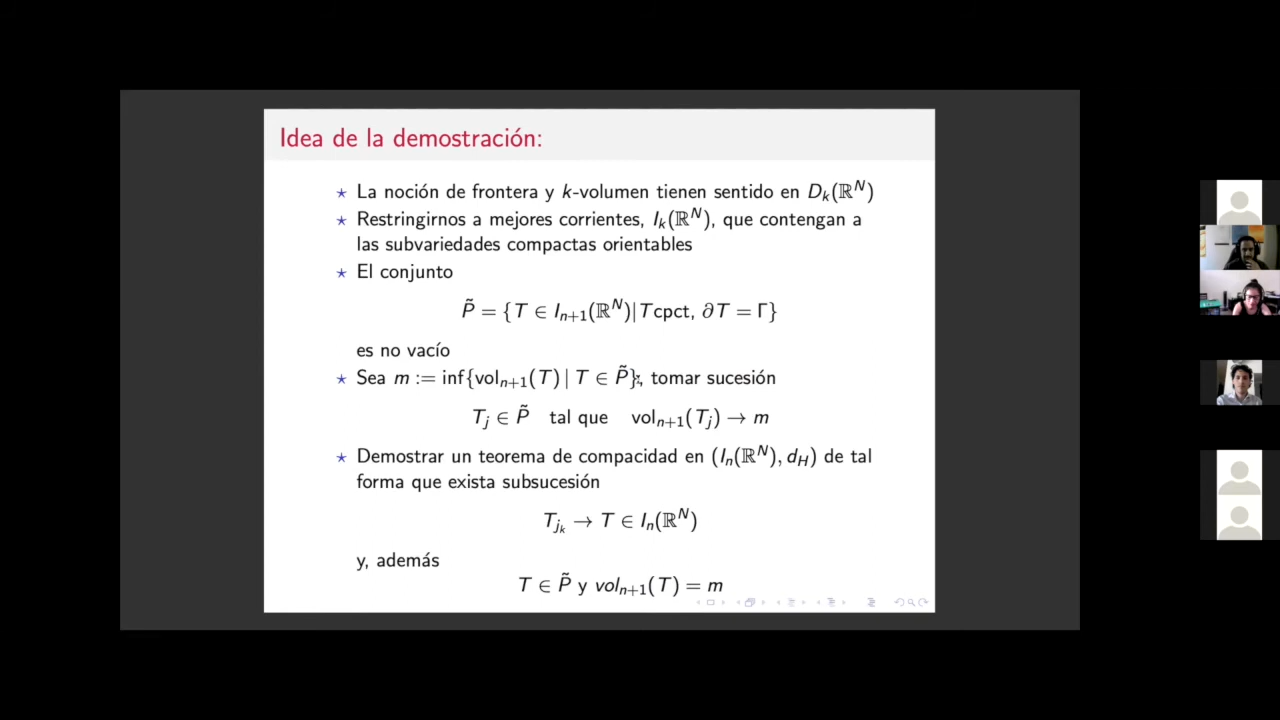 Idea de la demostración:
⋆ La noción de frontera y k-volumen tienen sentido en D_k(ℝ^N)
⋆ Restringirnos a mejores corrientes, I_k(ℝ^N), que contengan a
las subvariedades compactas orientables
⋆ El conjunto
P̃ = {T ∈ I_{n+1}(ℝ^N)|T cpct, ∂T = Γ}
es no vacío
⋆ Sea m := inf{vol_{n+1}(T) | T ∈ P̃}, tomar sucesión
T_j ∈ P̃ tal que vol_{n+1}(T_j) → m
⋆ Demostrar un teorema de compacidad en (I_n(ℝ^N), d_H) de tal
forma que exista subsucesión
T_{j_k} → T ∈ I_n(ℝ^N)
y, además
T ∈ P̃ y vol_{n+1}(T) = m